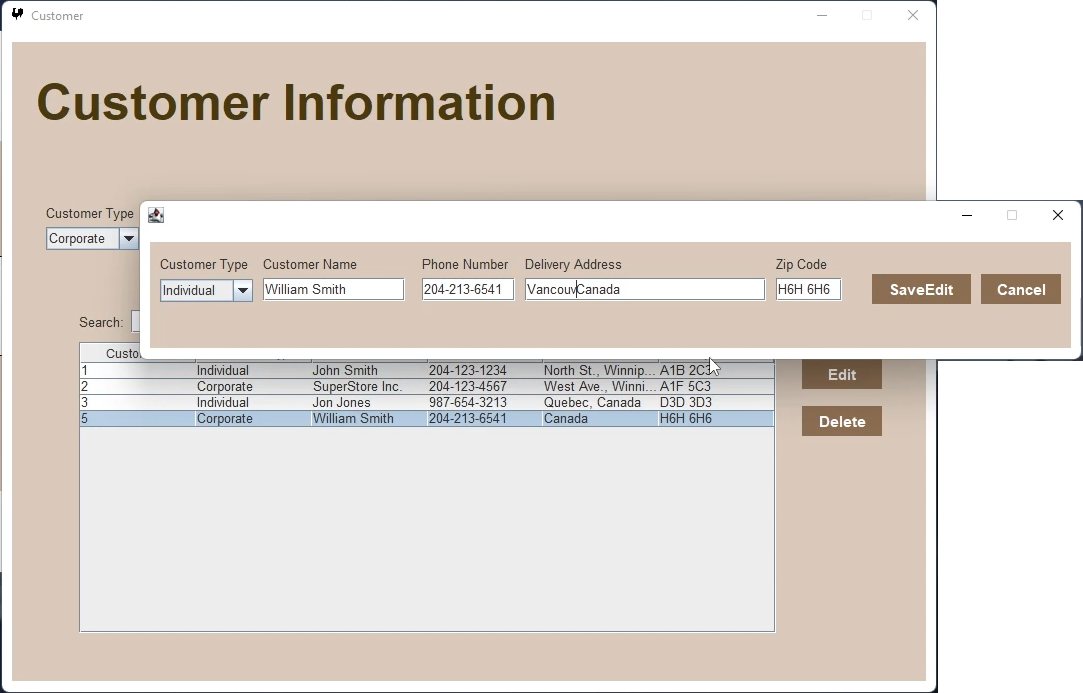 Customer
Customer Information
Customer Type
Corporate
Customer Type Customer Name Phone Number Delivery Address Zip Code
Individual William Smith 204-213-6541 VancouvCanada H6H 6H6 SaveEdit Cancel
Search:
Custo
1 Individual John Smith 204-123-1234 North St., Winnip... A1B 2C3
2 Corporate SuperStore Inc. 204-123-4567 West Ave., Winni... A1F 5C3
3 Individual Jon Jones 987-654-3213 Quebec, Canada D3D 3D3
5 Corporate William Smith 204-213-6541 Canada H6H 6H6
Edit
Delete